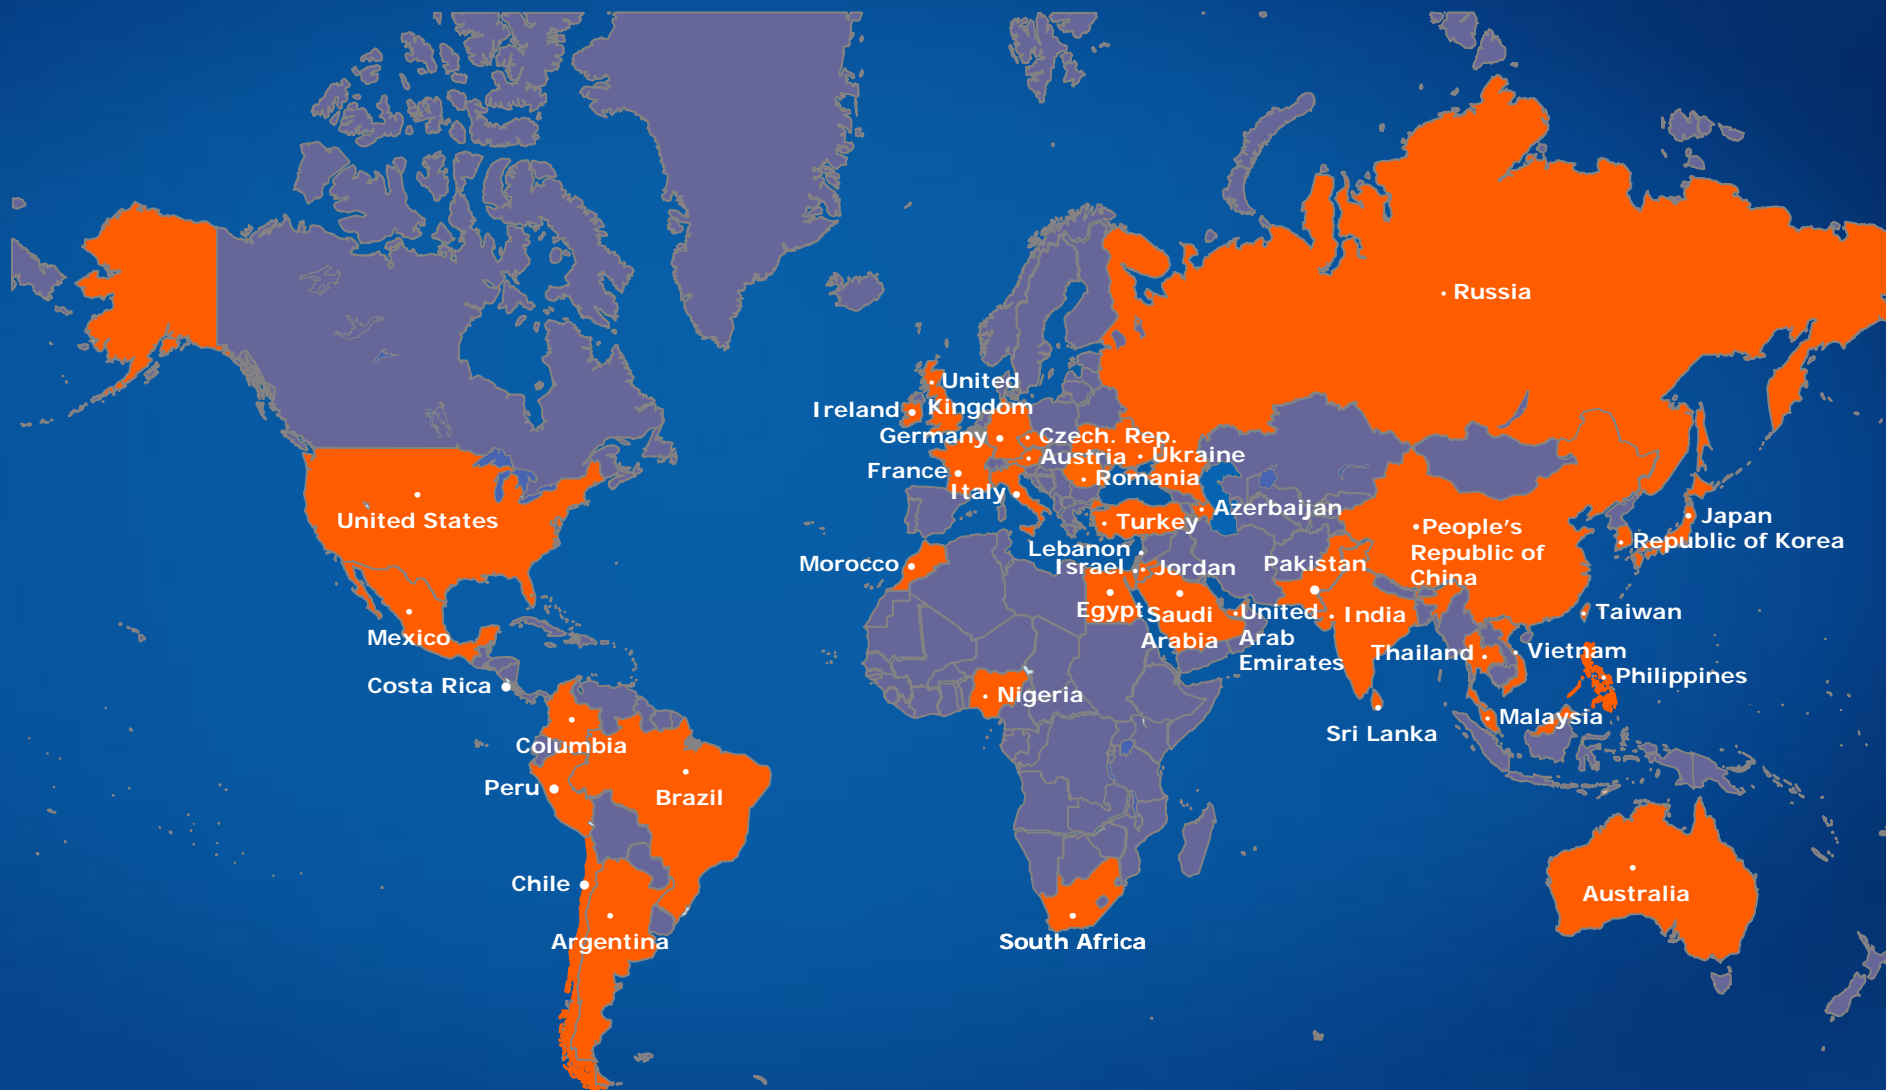 Russia
United
Kingdom
Ireland
Germany
Czech. Rep.
Austria
Ukraine
France
Romania
Italy
Azerbaijan
Turkey
United States
Japan
People's
Republic of
China
Republic of Korea
Lebanon
Israel
Jordan
Pakistan
Morocco
Egypt
Saudi
Arabia
United
Arab
Emirates
India
Taiwan
Mexico
Thailand
Vietnam
Philippines
Costa Rica
Nigeria
Malaysia
Sri Lanka
Columbia
Peru
Brazil
Chile
Australia
Argentina
South Africa